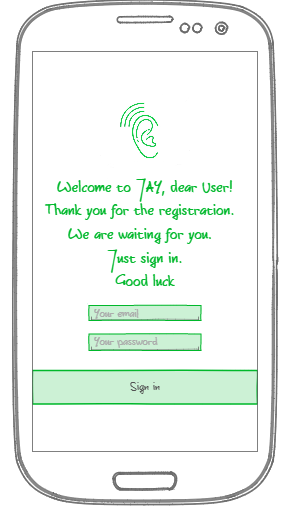 Welcome to JAY, dear User!
Thank you for the registration.
We are waiting for you.
Just sign in.
Good luck
Your email
Your password
Sign in